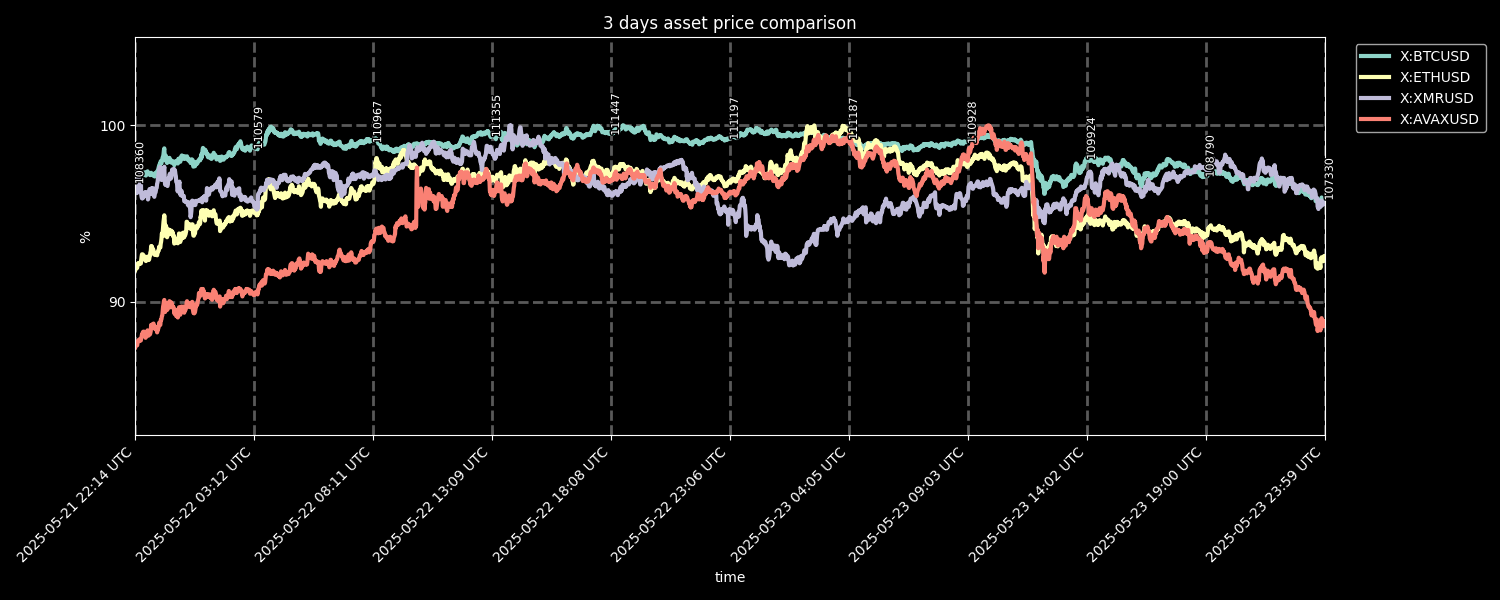 3 days asset price comparison
X:BTCUSD
X:ETHUSD
X:XMRUSD
X:AVAXUSD
100
90
%
108360
110579
110967
111355
111447
111197
111187
110928
109924
108790
107330
2025-05-21 22:14 UTC
2025-05-22 03:12 UTC
2025-05-22 08:11 UTC
2025-05-22 13:09 UTC
2025-05-22 18:08 UTC
2025-05-22 23:06 UTC
2025-05-23 04:05 UTC
2025-05-23 09:03 UTC
2025-05-23 14:02 UTC
2025-05-23 19:00 UTC
2025-05-23 23:59 UTC
time